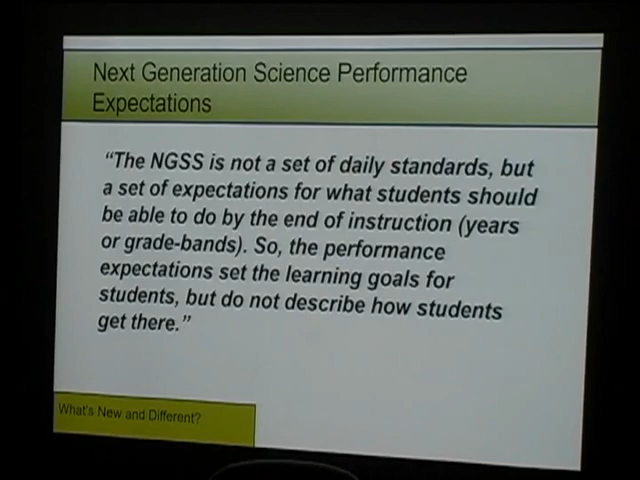 Next Generation Science Performance
Expectations
“The NGSS is not a set of daily standards, but
a set of expectations for what students should
be able to do by the end of instruction (years
or grade-bands). So, the performance
expectations set the learning goals for
students, but do not describe how students
get there.”
What's New and Different?